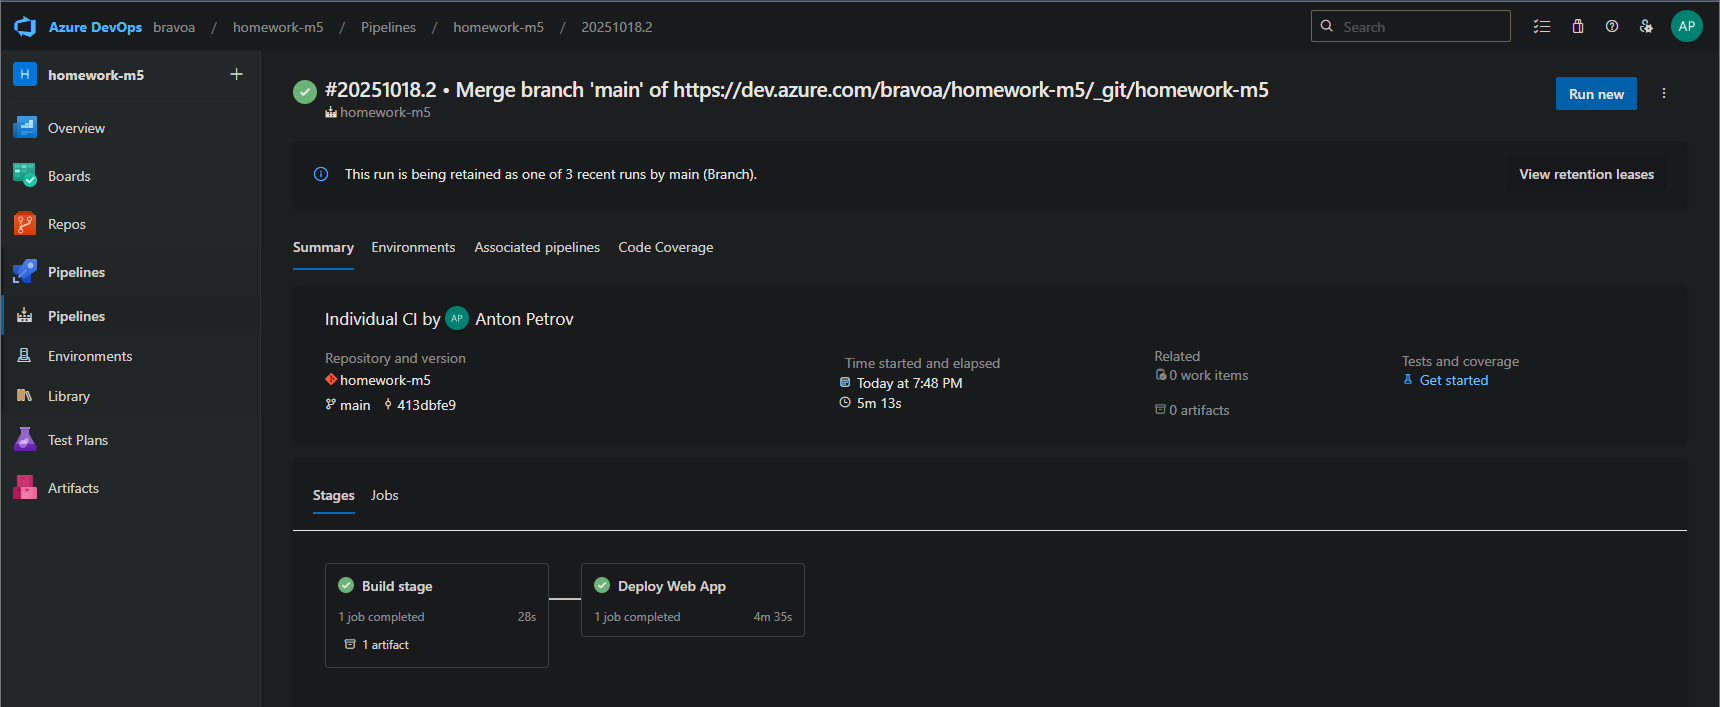 Azure DevOps bravoa / homework-m5 / Pipelines / homework-m5 / 20251018.2
Search
AP
H homework-m5
Overview
Boards
Repos
Pipelines
Pipelines
Environments
Library
Test Plans
Artifacts
#20251018.2 • Merge branch 'main' of https://dev.azure.com/bravoa/homework-m5/_git/homework-m5
homework-m5
Run new
This run is being retained as one of 3 recent runs by main (Branch).
View retention leases
Summary Environments Associated pipelines Code Coverage
Individual CI by AP Anton Petrov
Repository and version
homework-m5
main 413dbfe9
Time started and elapsed
Today at 7:48 PM
5m 13s
Related
0 work items
0 artifacts
Tests and coverage
Get started
Stages Jobs
Build stage
1 job completed 28s
1 artifact
Deploy Web App
1 job completed 4m 35s